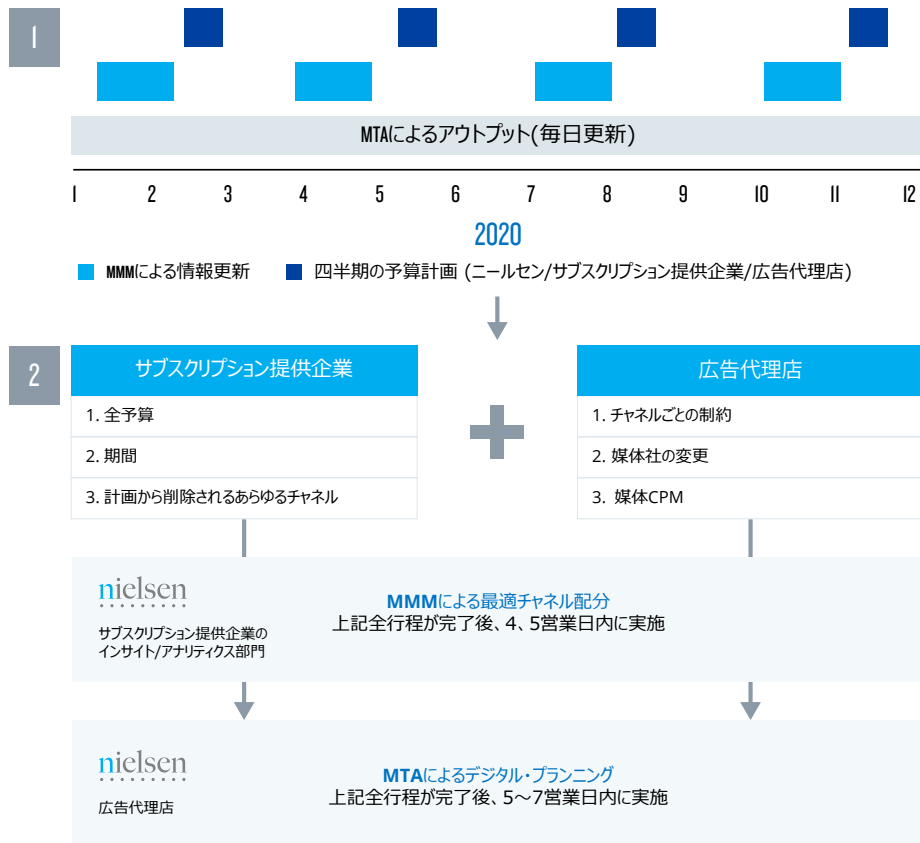 1
MTAによるアウトプット(毎日更新)
1 2 3 4 5 6 7 8 9 10 11 12
2020
MMMによる情報更新 四半期の予算計画 (ニールセン/サブスクリプション提供企業/広告代理店)
2
サブスクリプション提供企業
1. 全予算
2. 期間
3. 計画から削除されるあらゆるチャネル
広告代理店
1. チャネルごとの制約
2. 媒体社の変更
3. 媒体CPM
nielsen
サブスクリプション提供企業の
インサイト/アナリティクス部門
MMMによる最適チャネル配分
上記全行程が完了後、4、5営業日内に実施
nielsen
広告代理店
MTAによるデジタル・プランニング
上記全行程が完了後、5～7営業日内に実施